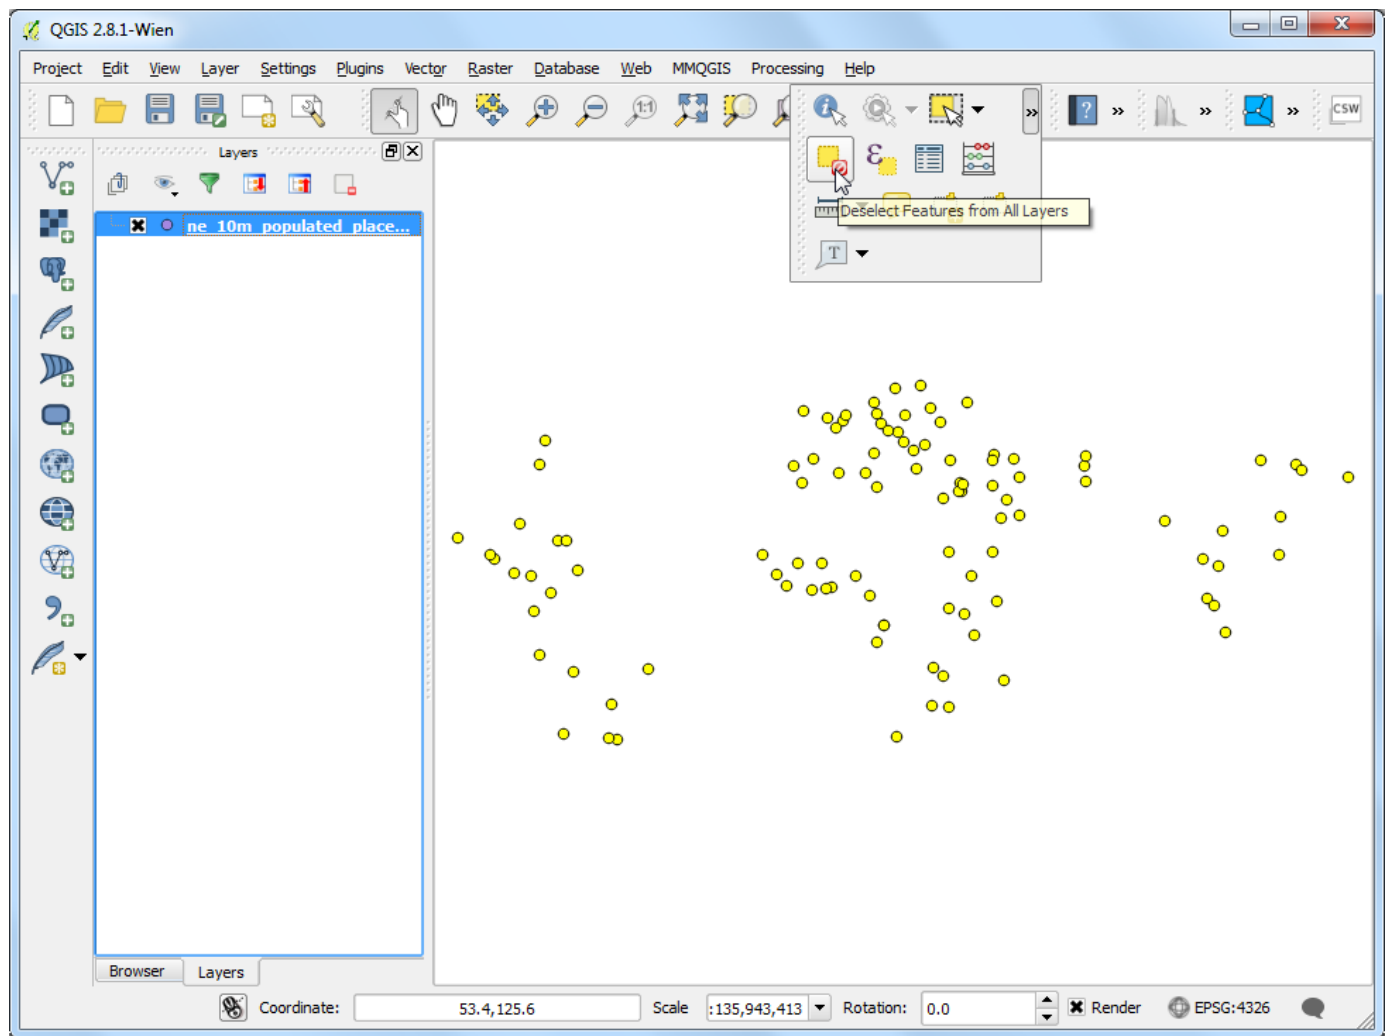 QGIS 2.8.1-Wien
Project Edit View Layer Settings Plugins Vector Raster Database Web MMQGIS Processing Help
1:1
?
CSW
Layers
ε
Deselect Features from All Layers
T
ne_10m_populated_place...
Browser Layers
Coordinate: 53.4,125.6 Scale :135,943,413 Rotation: 0.0 Render EPSG:4326